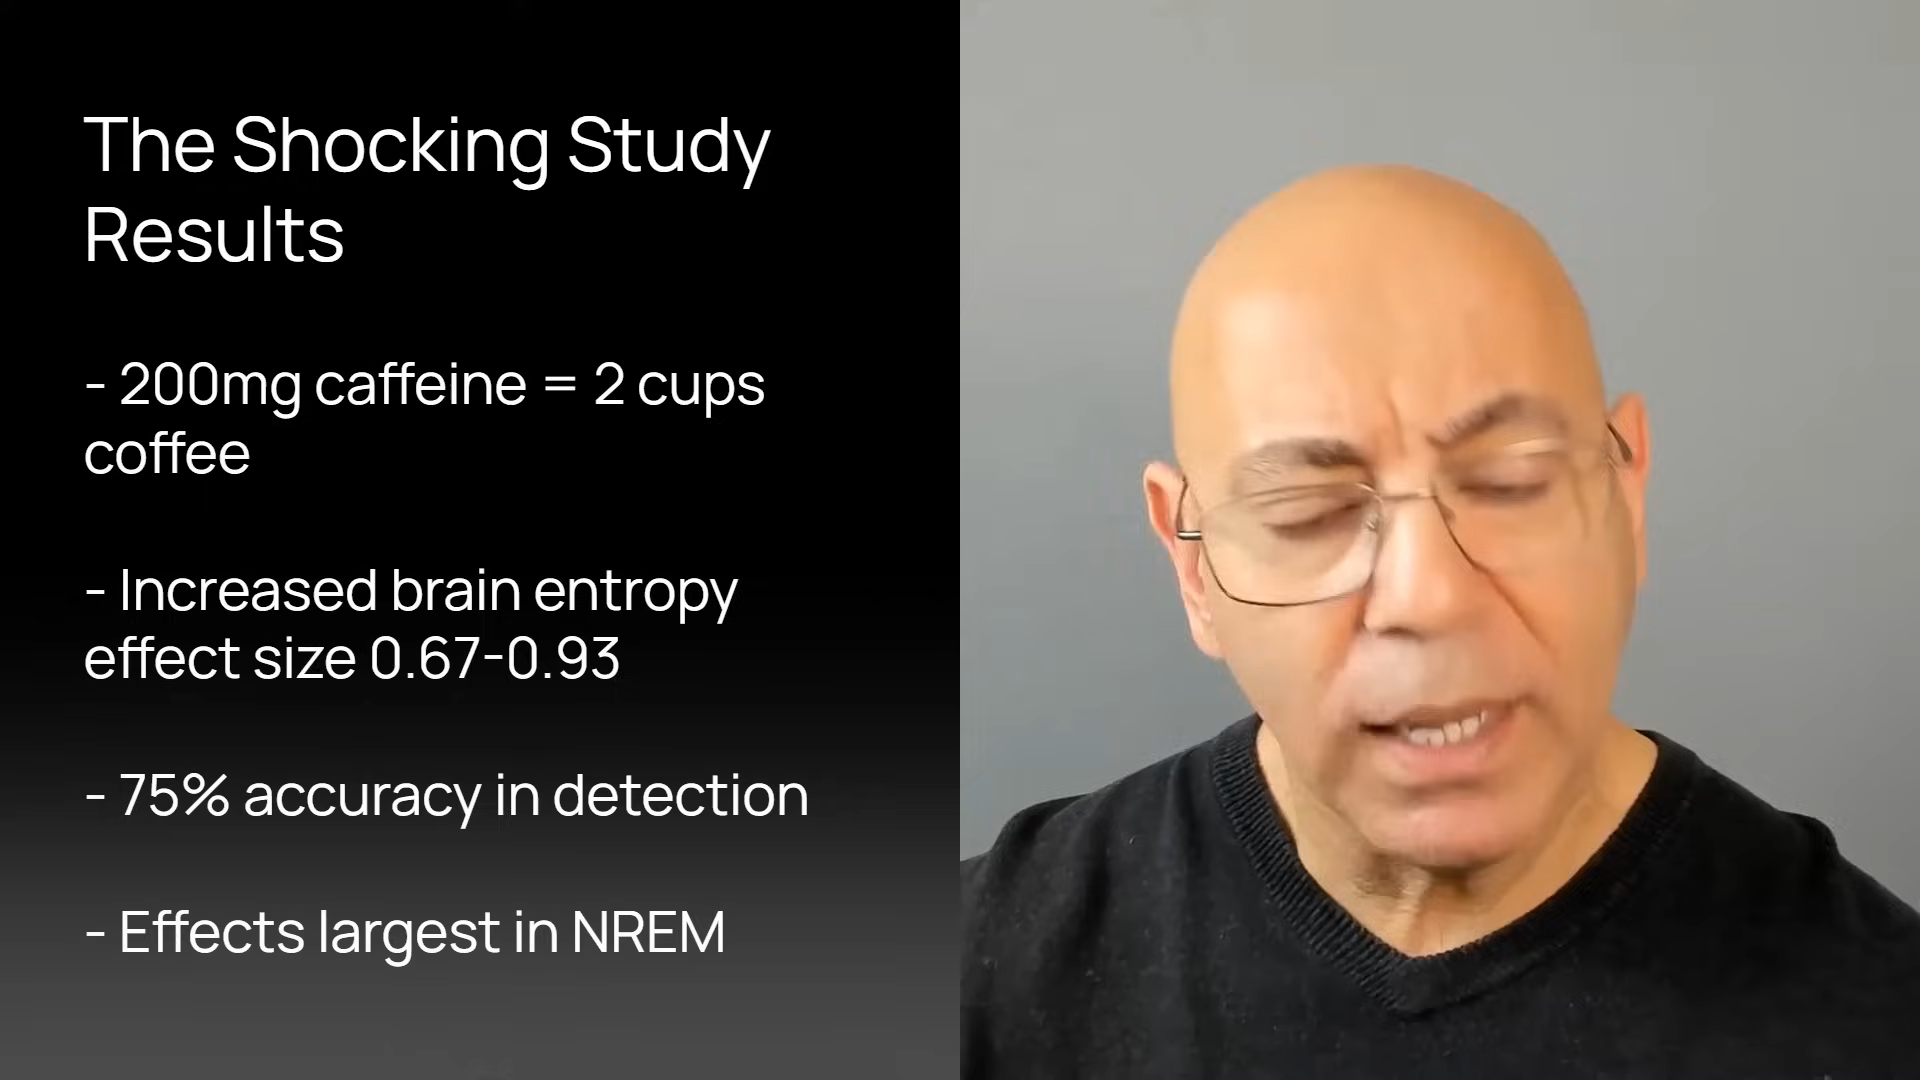 The Shocking Study
Results
- 200mg caffeine = 2 cups
coffee
- Increased brain entropy
effect size 0.67-0.93
- 75% accuracy in detection
- Effects largest in NREM